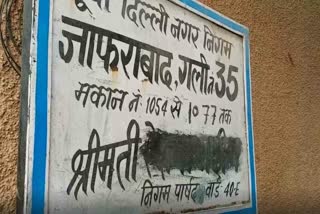 पूर्वी दिल्ली नगर निगम
जाफराबाद, गली नं 35
मकान नं: 1054 से 1077 तक
श्रीमती
निगम पार्षद वार्ड 40-E